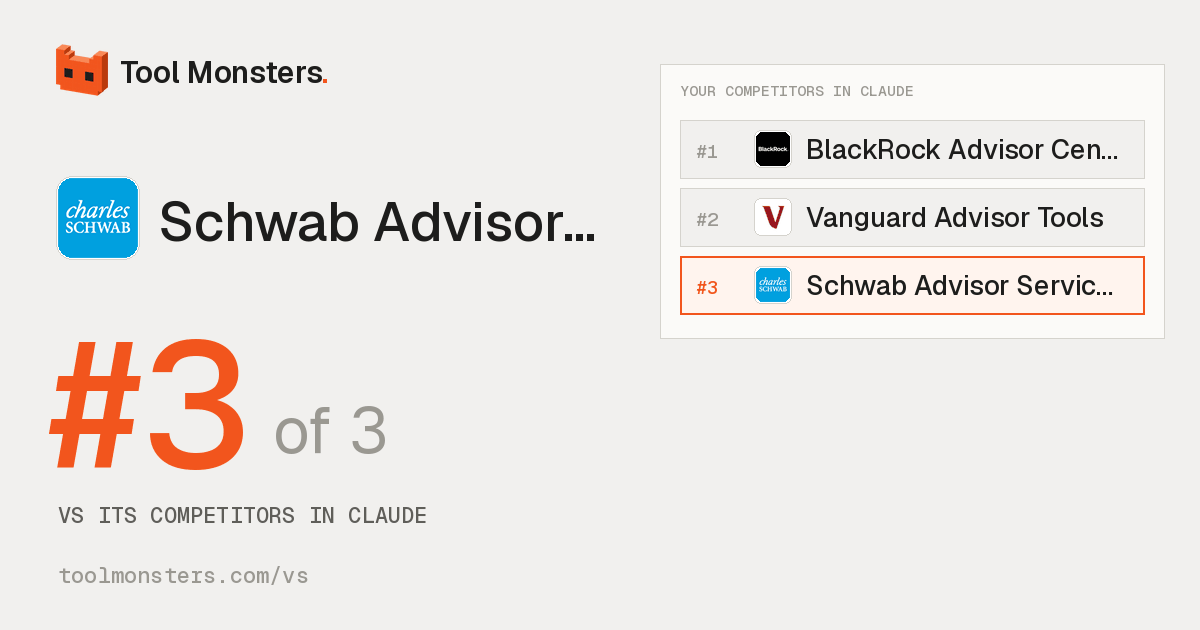 Tool Monsters.
charles
SCHWAB
Schwab Advisor...
#3 of 3
VS ITS COMPETITORS IN CLAUDE
toolmonsters.com/vs
YOUR COMPETITORS IN CLAUDE
#1 BlackRock. BlackRock Advisor Cen...
#2 V Vanguard Advisor Tools
#3 charles SCHWAB Schwab Advisor Servic...